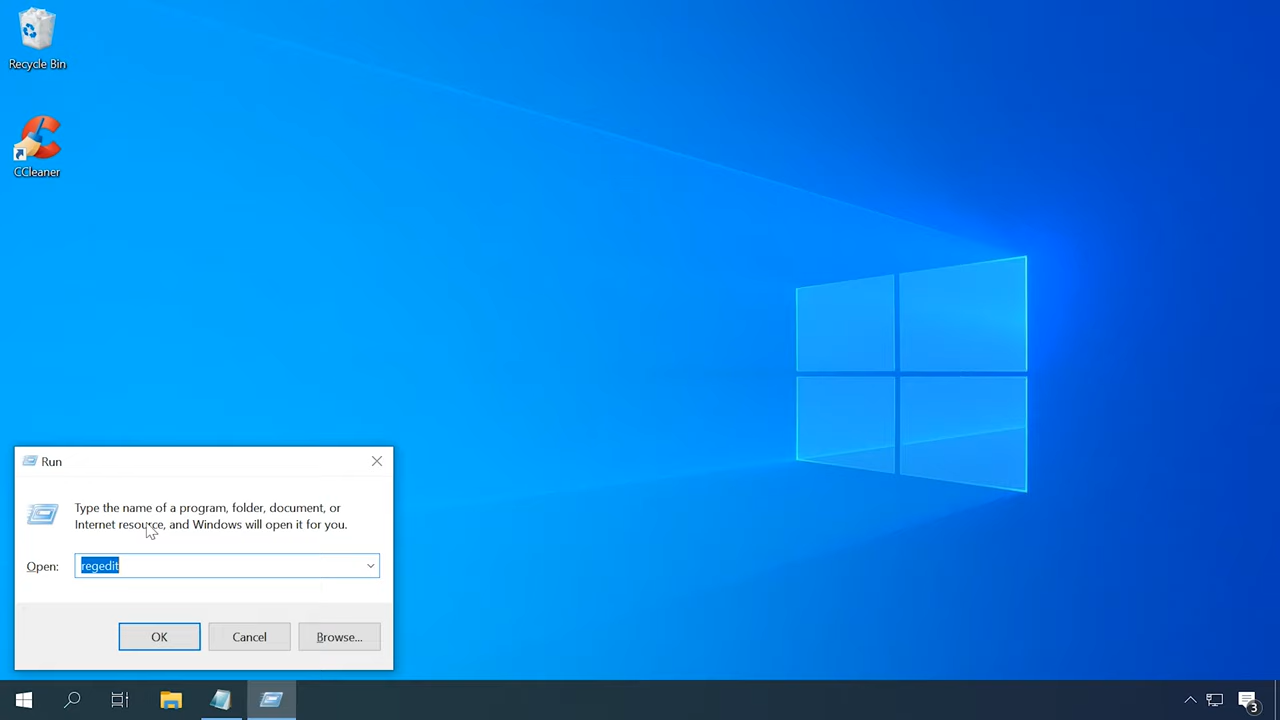 Recycle Bin
CCleaner
Run
Type the name of a program, folder, document, or
Internet resource, and Windows will open it for you.
Open: regedit
OK Cancel Browse...
3